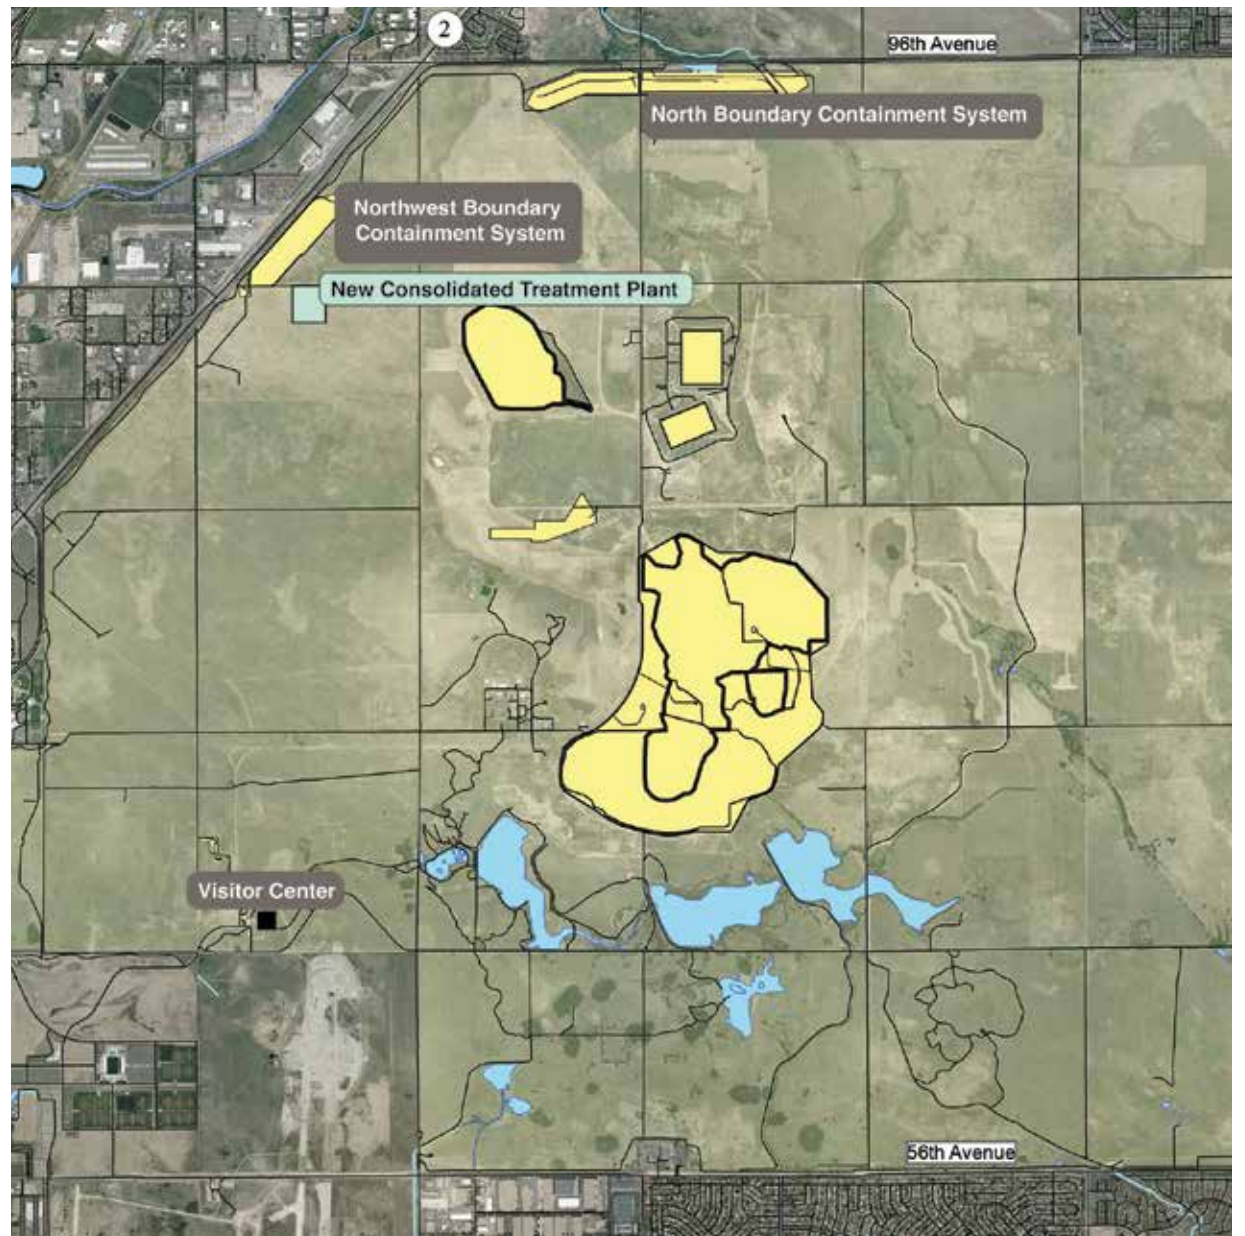 2
96th Avenue
North Boundary Containment System
Northwest Boundary
Containment System
New Consolidated Treatment Plant
Visitor Center
56th Avenue